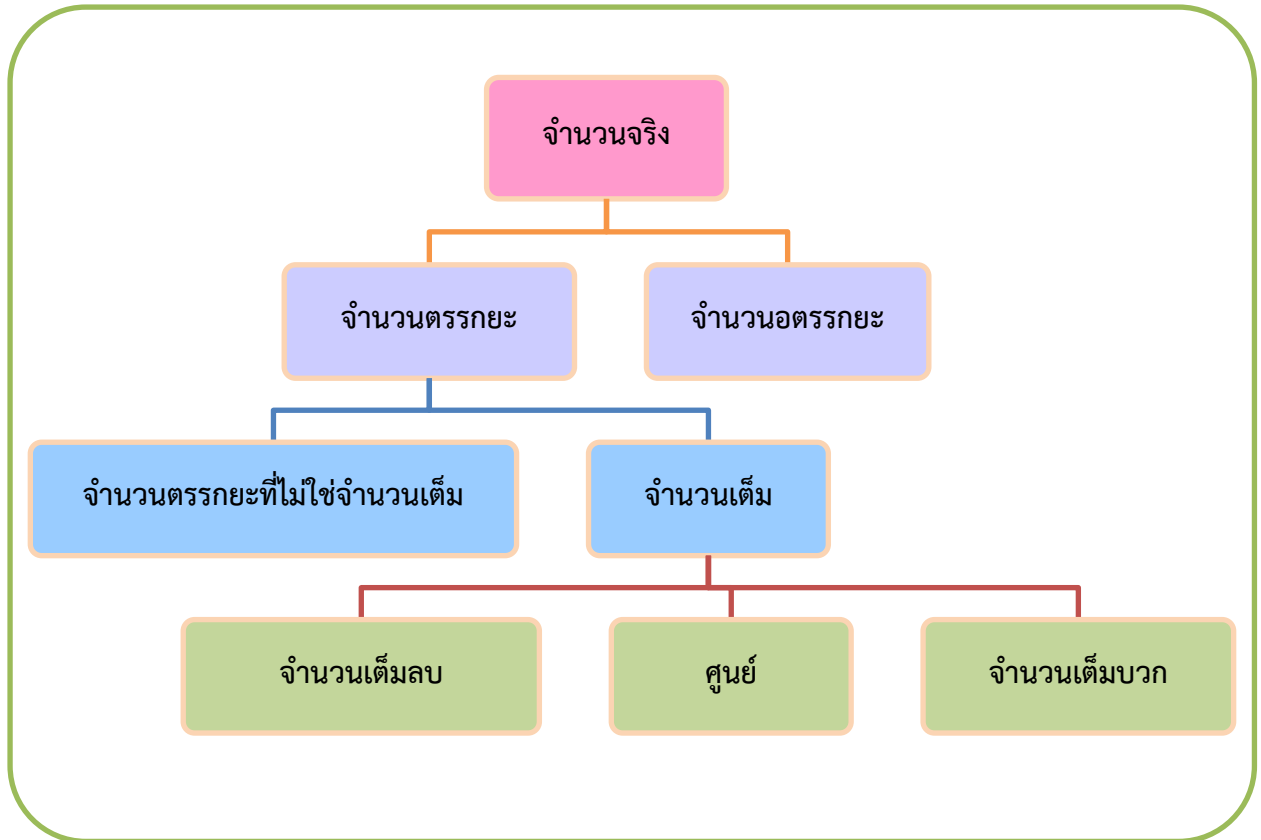 จำนวนจริง
จำนวนตรรกยะ
จำนวนอตรรกยะ
จำนวนตรรกยะที่ไม่ใช่จำนวนเต็ม
จำนวนเต็ม
จำนวนเต็มลบ
ศูนย์
จำนวนเต็มบวก